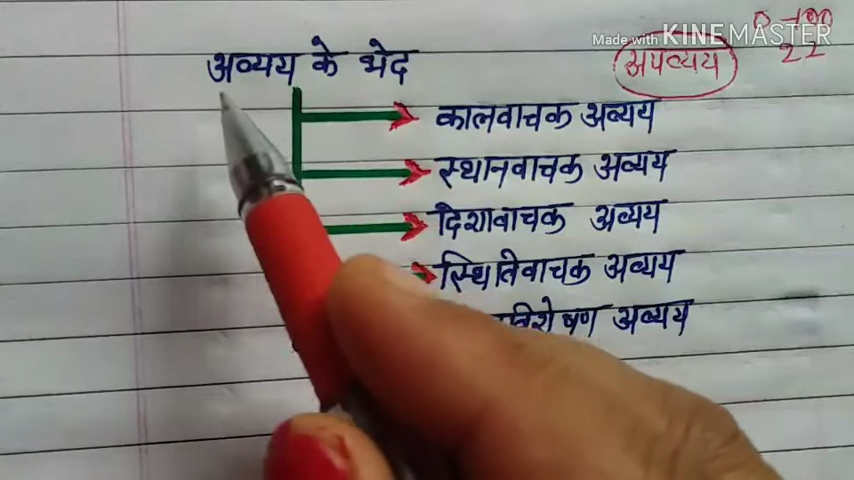 Made with KINEMASTER
22
अव्यय के भेद
अपव्यय
कालवाचक अव्यय
स्थानवाचक अव्यय
दिशावाचक अव्यय
स्थितिवाचक अव्यय
अव्यय